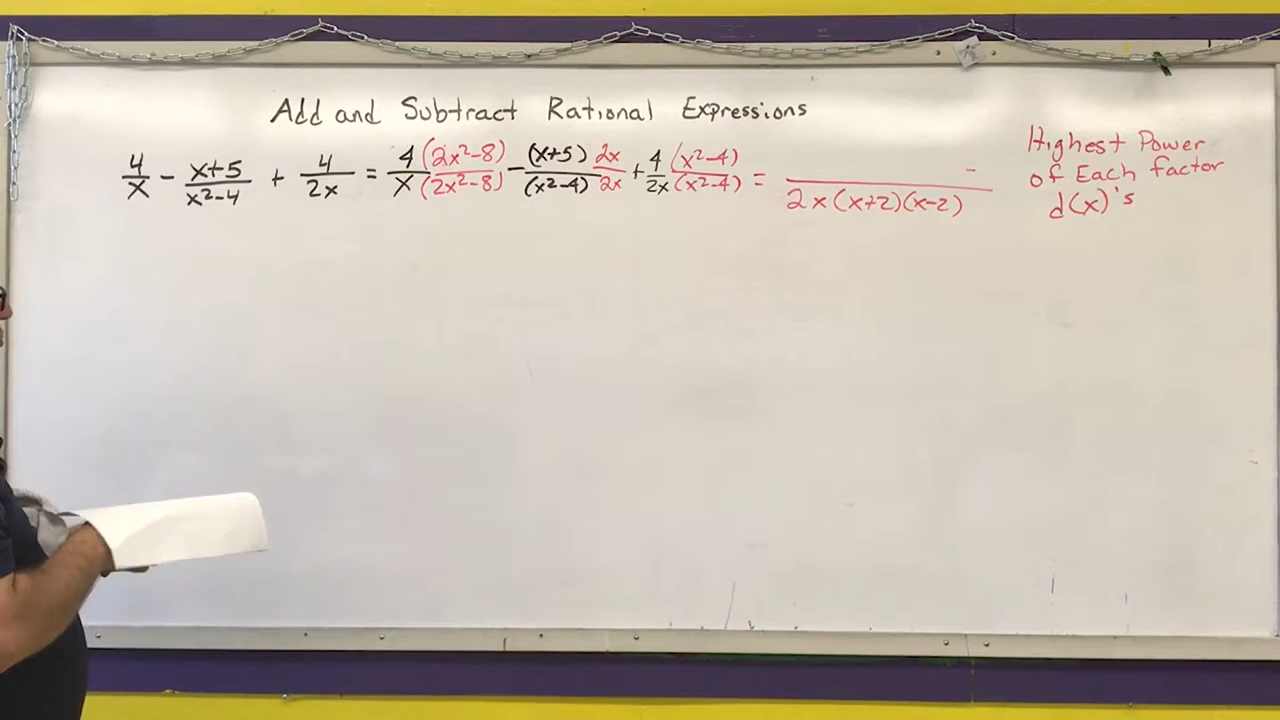 Add and Subtract Rational Expressions
4/x - (x+5)/(x²-4) + 4/(2x) = 4(2x²-8)/x(2x²-8) - (x+5)2x/(x²-4)2x + 4(x²-4)/2x(x²-4) = -/2x(x+2)(x-2)
Highest Power
of Each factor
d(x)'s